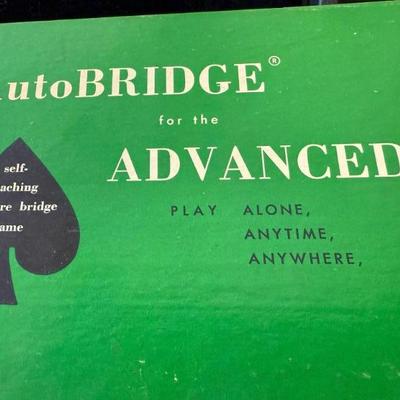 utoBRIDGE®
for the
ADVANCED
self-
aching
re bridge
ame
PLAY ALONE,
ANYTIME,
ANYWHERE,